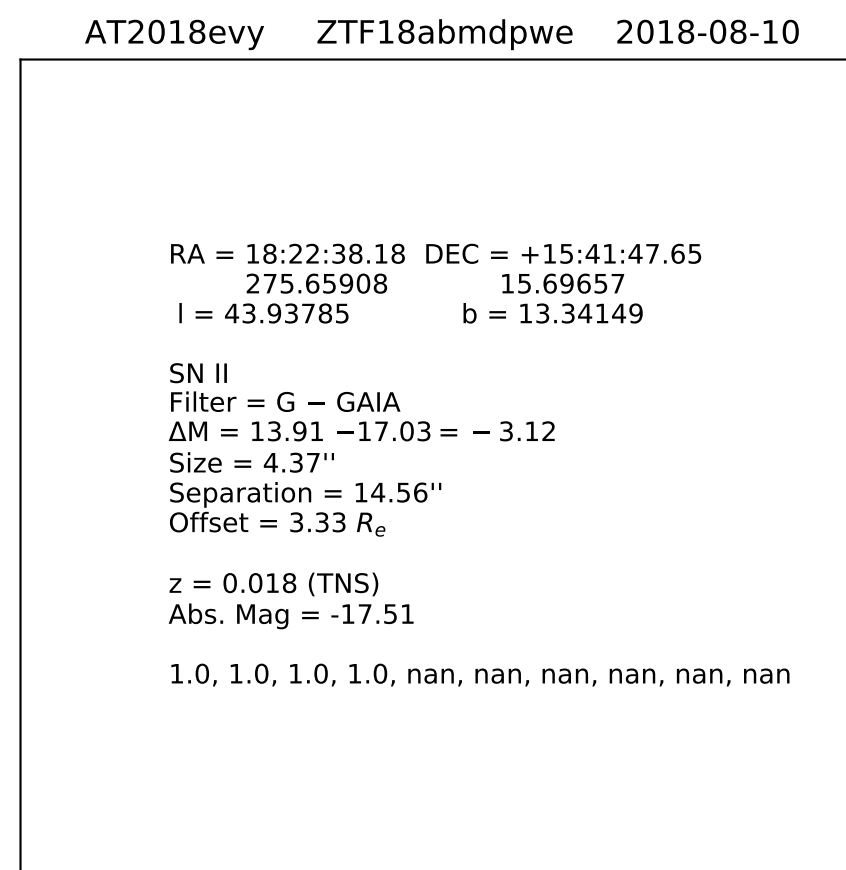 AT2018evy ZTF18abmdpwe 2018-08-10
RA = 18:22:38.18 DEC = +15:41:47.65
275.65908 15.69657
l = 43.93785 b = 13.34149
SN II
Filter = G − GAIA
ΔM = 13.91 −17.03 = − 3.12
Size = 4.37''
Separation = 14.56''
Offset = 3.33 Re
z = 0.018 (TNS)
Abs. Mag = -17.51
1.0, 1.0, 1.0, 1.0, nan, nan, nan, nan, nan, nan